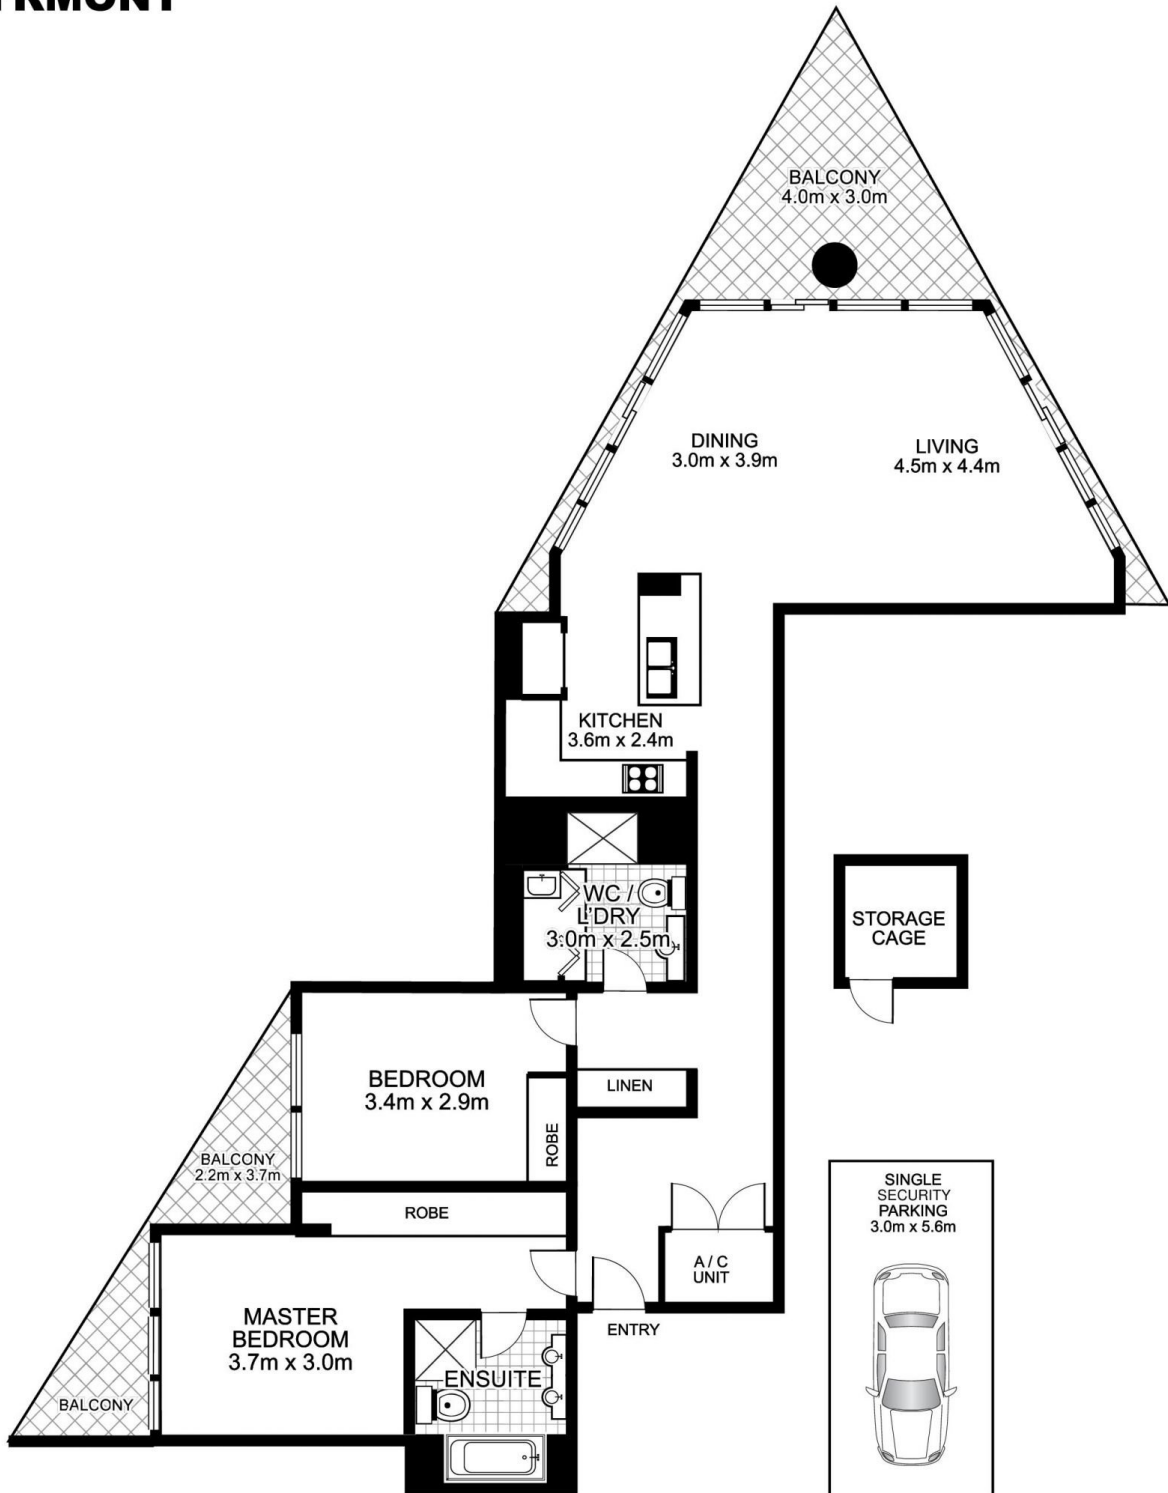 BALCONY
4.0m x 3.0m
DINING
3.0m x 3.9m
LIVING
4.5m x 4.4m
KITCHEN
3.6m x 2.4m
WC /
L'DRY
3.0m x 2.5m
STORAGE
CAGE
BEDROOM
3.4m x 2.9m
LINEN
ROBE
BALCONY
2.2m x 3.7m
ROBE
SINGLE
SECURITY
PARKING
3.0m x 5.6m
A / C
UNIT
MASTER
BEDROOM
3.7m x 3.0m
ENTRY
ENSUITE
BALCONY